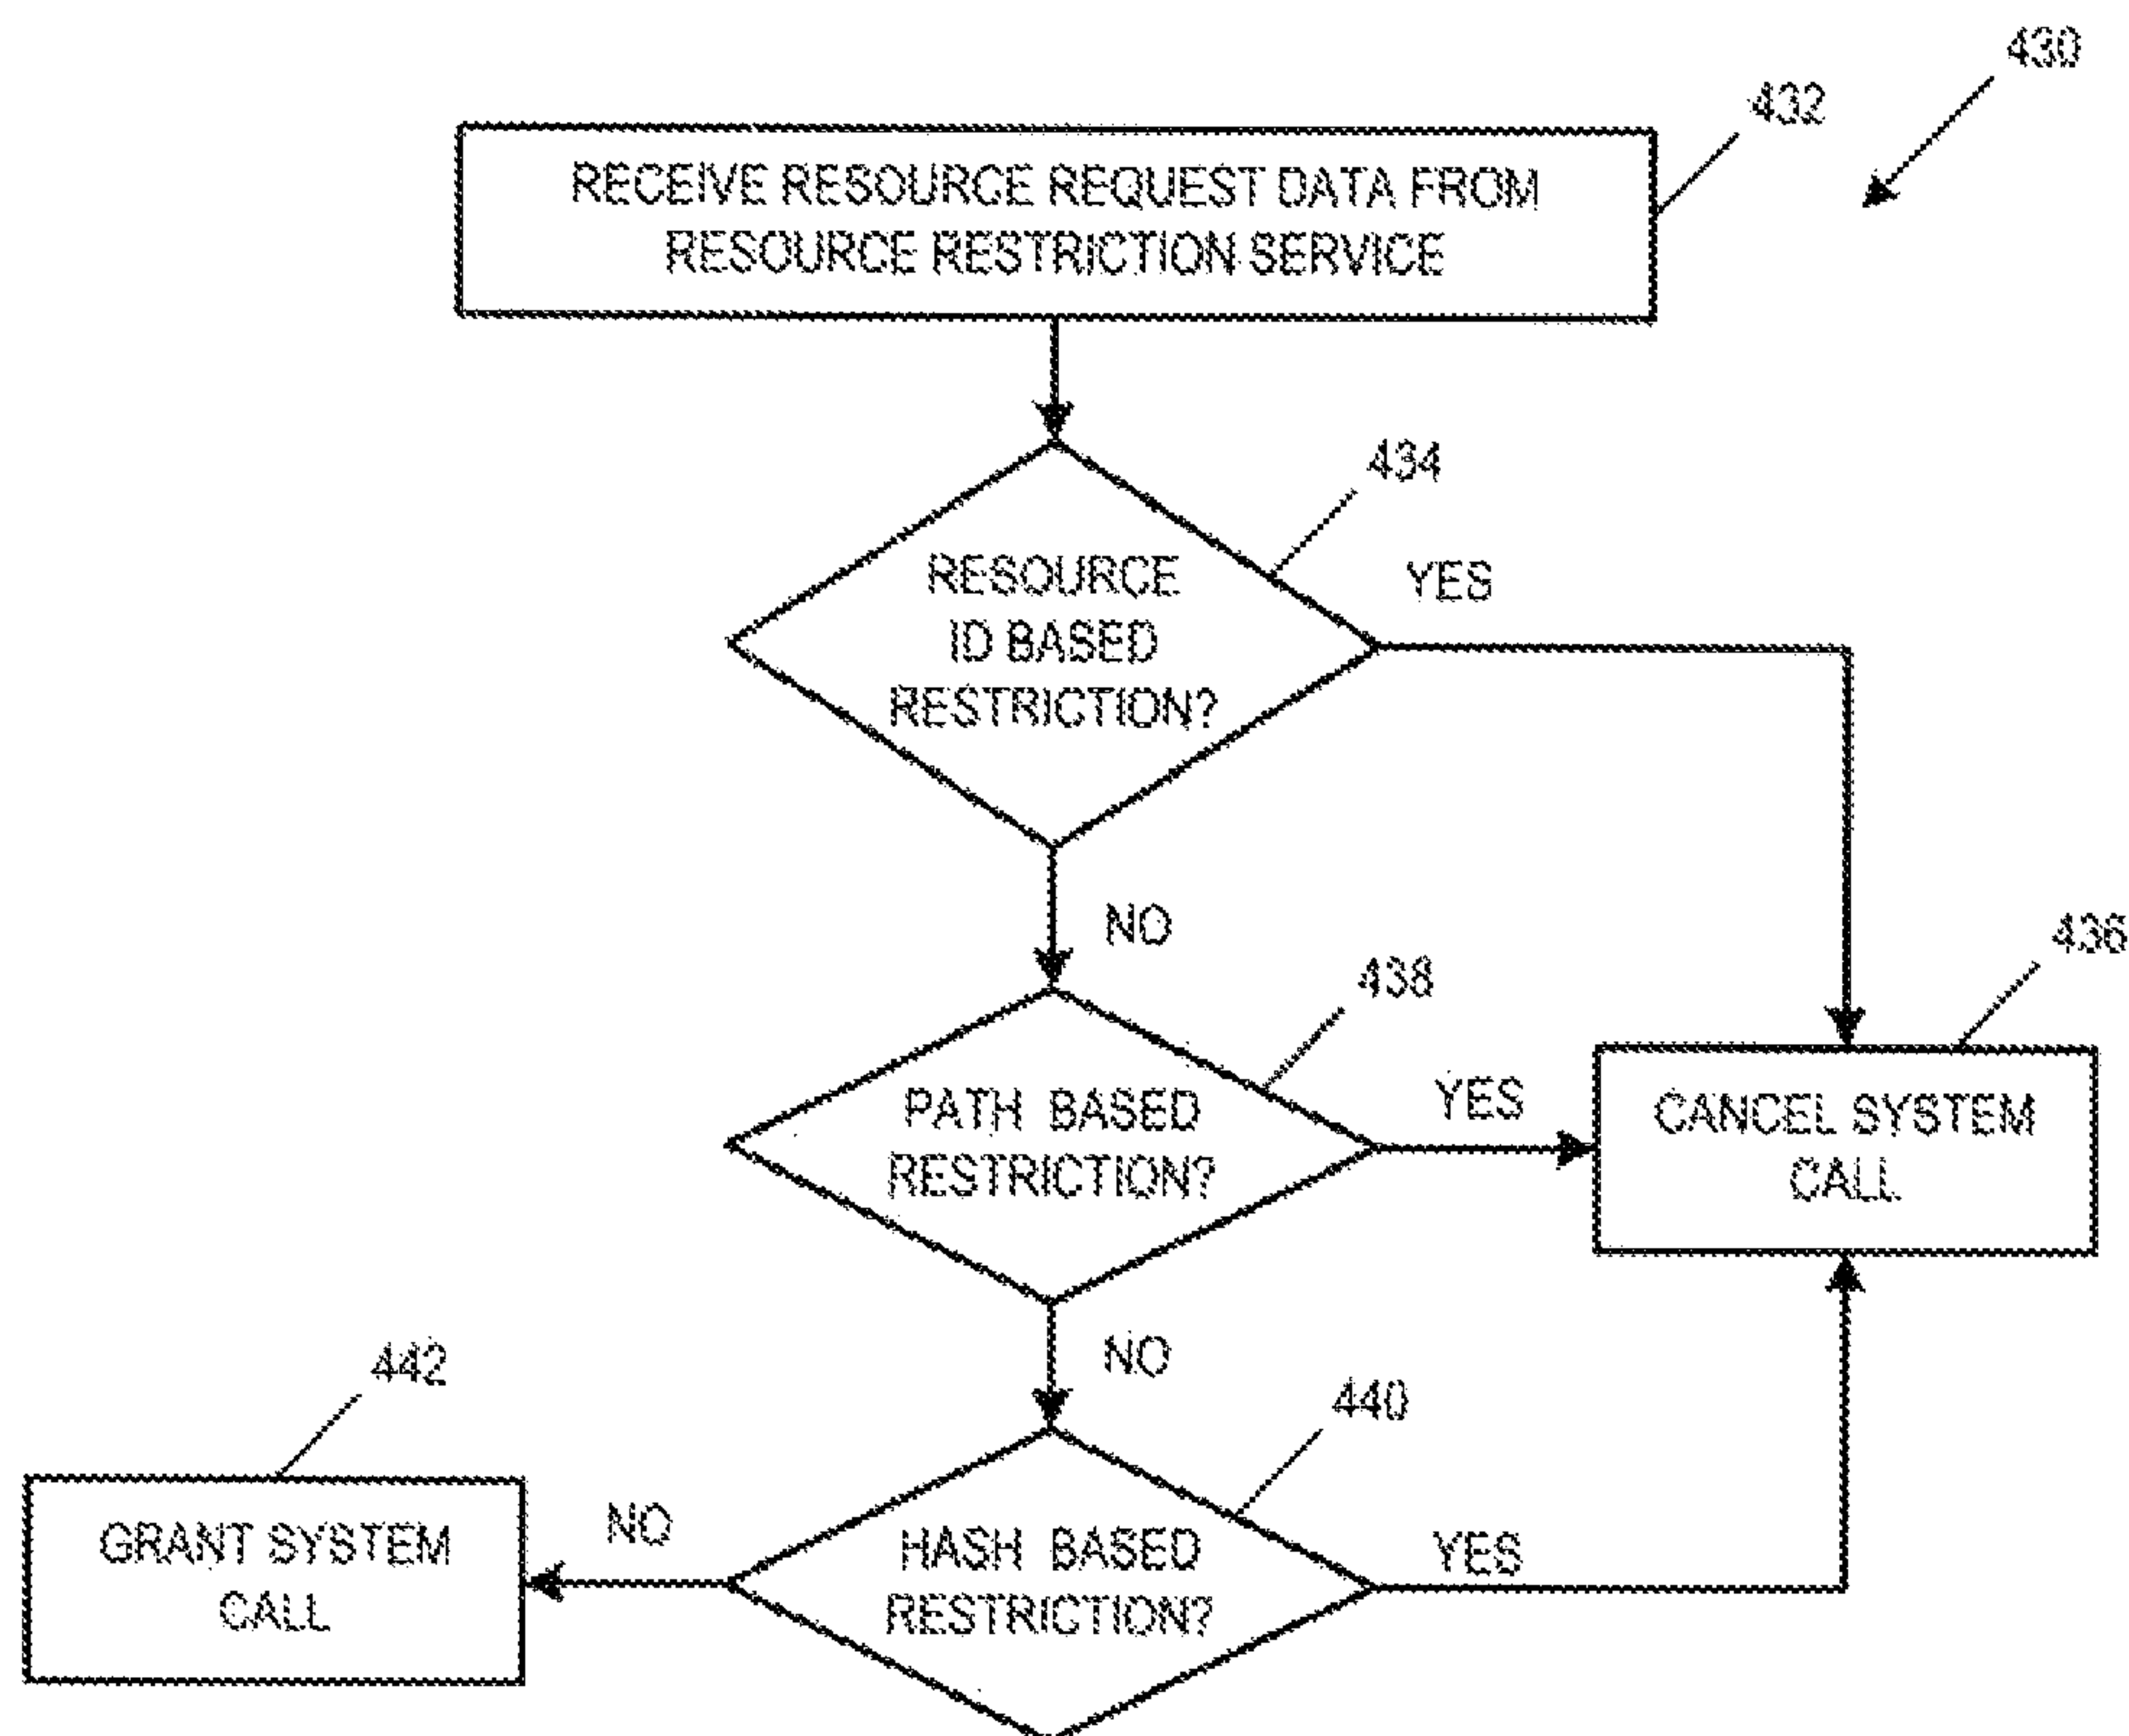 430
432
RECEIVE RESOURCE REQUEST DATA FROM
RESOURCE RESTRICTION SERVICE
434
RESOURCE
ID BASED
RESTRICTION?
YES
NO
436
438
PATH BASED
RESTRICTION?
YES
CANCEL SYSTEM
CALL
NO
442
440
GRANT SYSTEM
CALL
NO
HASH BASED
RESTRICTION?
YES